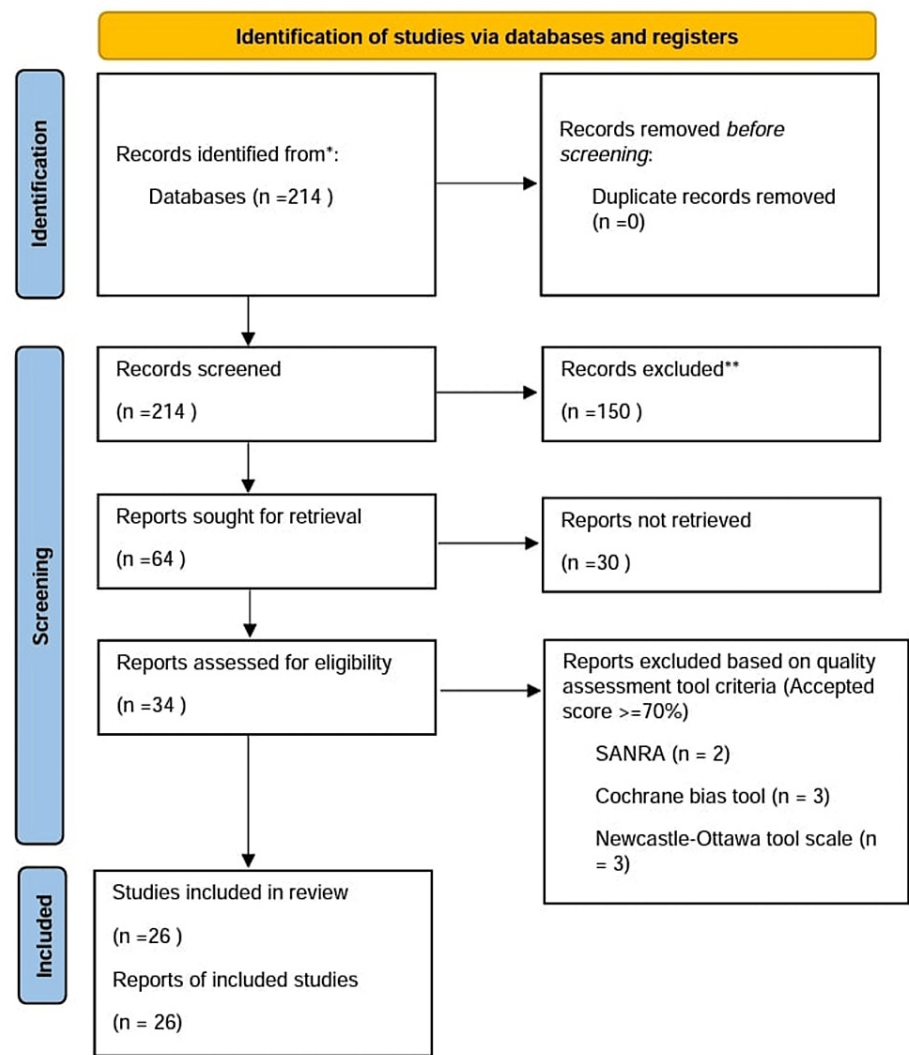 Identification of studies via databases and registers
Identification
Records identified from*:
Databases (n =214 )
Records removed before
screening:
Duplicate records removed
(n =0)
Screening
Records screened
(n =214 )
Records excluded**
(n =150 )
Reports sought for retrieval
(n =64 )
Reports not retrieved
(n =30 )
Reports assessed for eligibility
(n =34 )
Reports excluded based on quality
assessment tool criteria (Accepted
score >=70%)
SANRA (n = 2)
Cochrane bias tool (n = 3)
Newcastle-Ottawa tool scale (n
= 3)
Included
Studies included in review
(n =26 )
Reports of included studies
(n = 26)